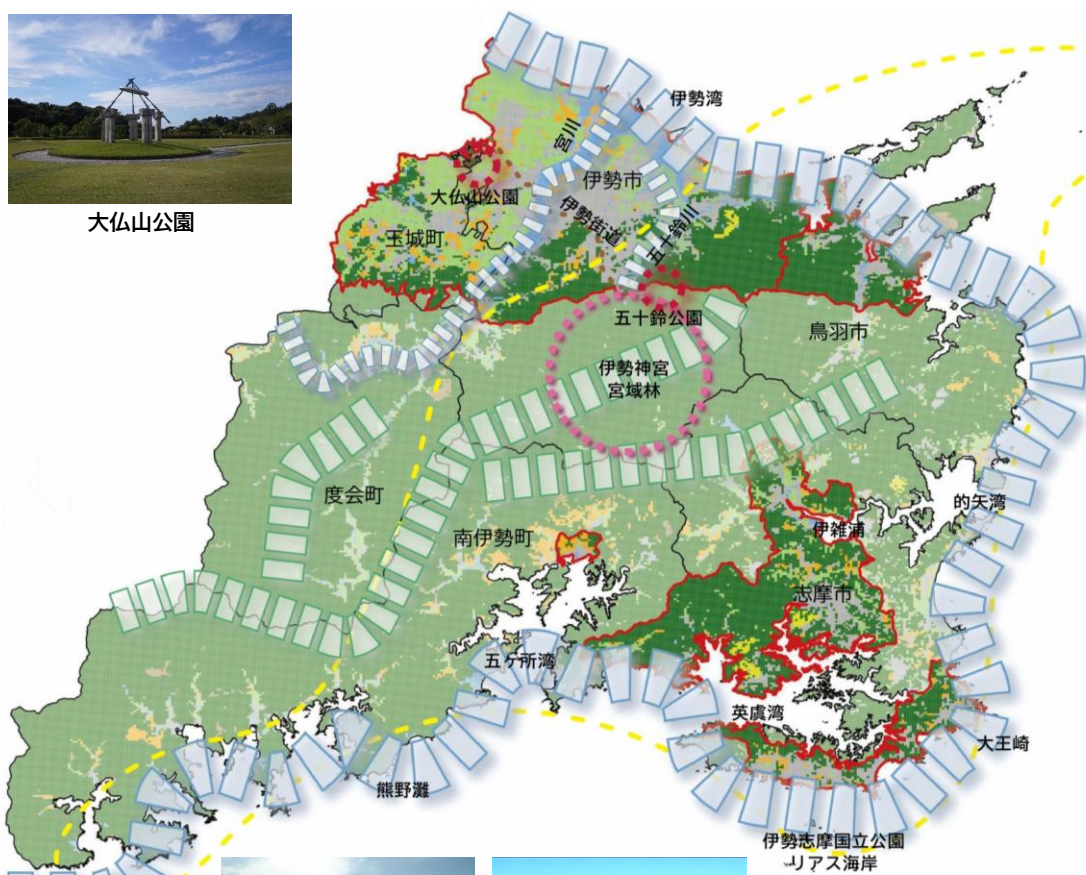 大仏山公園
伊勢湾
宮川
伊勢市
大仏山公園
伊勢街道
五十鈴川
玉城町
五十鈴公園
鳥羽市
伊勢神宮
宮域林
度会町
的矢湾
南伊勢町
伊雑浦
志摩市
五ケ所湾
英虞湾
大王崎
熊野灘
伊勢志摩国立公園
リアス海岸